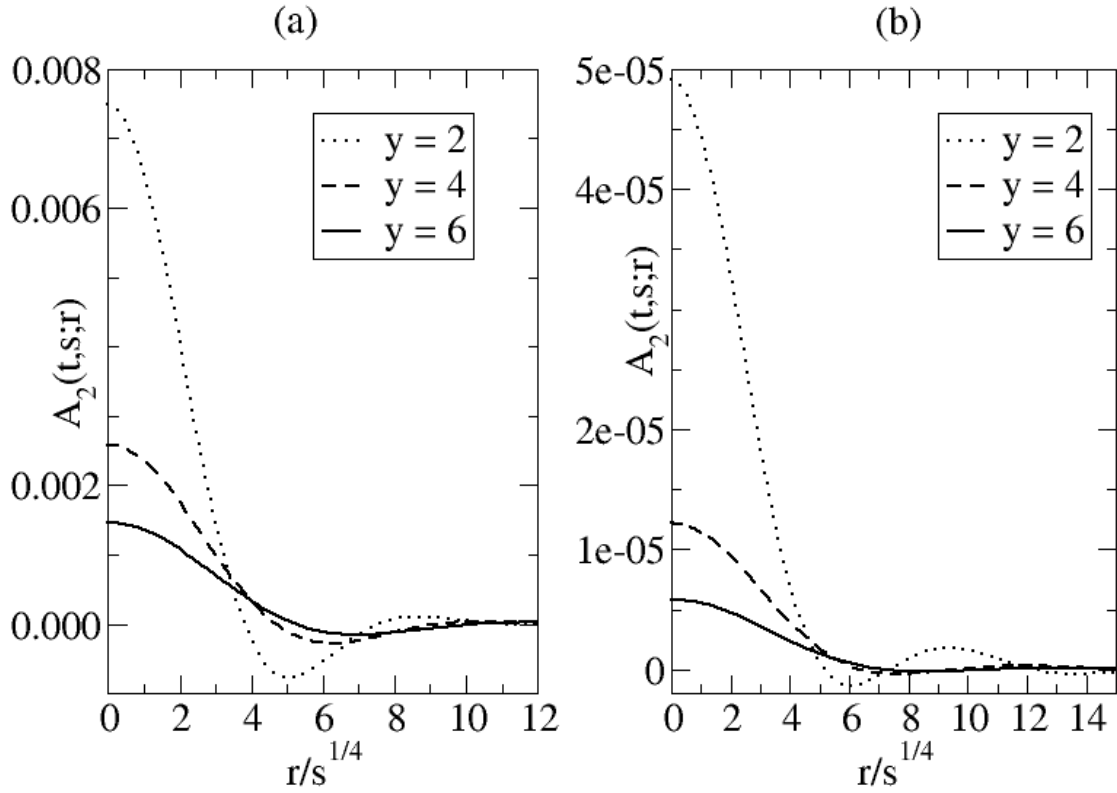 (a)
0.008
0.006
0.002
0.000
A2(t,s;r)
y = 2
y = 4
y = 6
0 2 4 6 8 10 12
r/s^1/4
(b)
5e-05
4e-05
2e-05
1e-05
0
A2(t,s;r)
y = 2
y = 4
y = 6
0 2 4 6 8 10 12 14
r/s^1/4